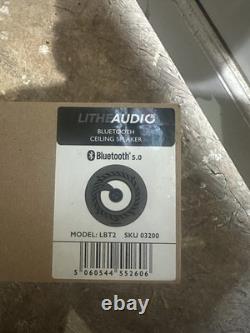 LITHEAUDIO
BLUETOOTH
CEILING SPEAKER
Bluetooth® 5.0
MODEL: LBT2 SKU 03200
5 060544 552606